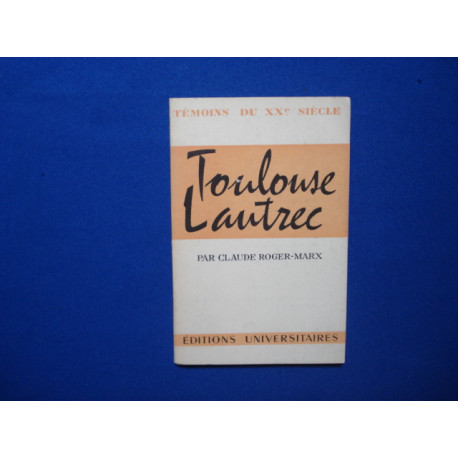 TÉMOINS DU XXe SIÈCLE
Toulouse
Lautrec
PAR CLAUDE ROGER-MARX
ÉDITIONS UNIVERSITAIRES